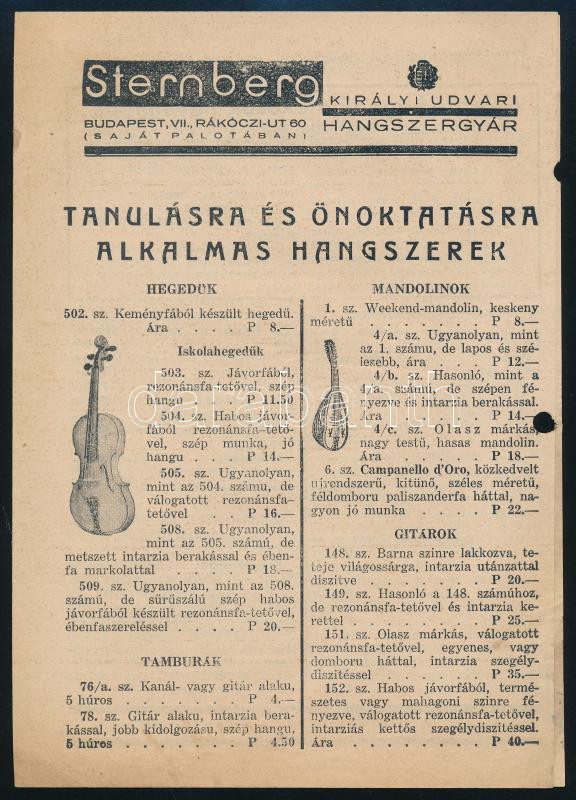 Sternberg
KIRÁLYI UDVARI
HANGSZERGYÁR
BUDAPEST, VII., RÁKÓCZI-UT 60
(SAJÁT PALOTÁBAN)
TANULÁSRA ÉS ÖNOKTATÁSRA
ALKALMAS HANGSZEREK
HEGEDÜK
502. sz. Keményfából készült hegedü.
Ára . . . . P 8.—
Iskolahegedük
503. sz. Jávorfából,
rezonánsfa-tetővel, szép
hangu . . . P 11.50
504. sz. Habos jávor-
fából rezonánsfa-tető-
vel, szép munka, jó
hangu . . . P 14.—
505. sz. Ugyanolyan,
mint az 504. számu, de
válogatott rezonánsfa-
tetővel . . P 16.—
508. sz. Ugyanolyan,
mint az 505. számú, de
metszett intarzia berakással és ében-
fa markolattal . . . P 18.—
509. sz. Ugyanolyan, mint az 508.
számú, de sürüszálú szép habos
jávorfából készült rezonánsfa-tetővel,
ébenfaszereléssel . . . . P 20.—
TAMBURÁK
76/a. sz. Kanál- vagy gitár alaku,
5 húros . . . . . . P 4.—
78. sz. Gitár alaku, intarzia bera-
kással, jobb kidolgozásu, szép hangu,
5 húros . . . . . . P 4.50
MANDOLINOK
1. sz. Weekend-mandolin, keskeny
méretű . . . . . . . P 8.—
4/a. sz. Ugyanolyan, mint
az 1. számu, de lapos és szé-
lesebb, ára . . . P 12.—
4/b. sz. Hasonló, mint a
4/a. számú, de szépen fé-
nyezve és intarzia berakással.
Ára . . . . . . P 14.—
4/c. sz. Olasz márkás,
nagy testű, hasas mandolin.
Ára . . . . . . P 18.—
6. sz. Campanello d'Oro, közkedvelt
ujrendszerű, kitünő, széles méretű,
féldomboru paliszanderfa háttal, na-
gyon jó munka . . . . P 22.—
GITÁROK
148. sz. Barna szinre lakkozva, te-
teje világossárga, intarzia utánzattal
diszitve . . . . . . P 20.—
149. sz. Hasonló a 148. számúhoz,
de rezonánsfa-tetővel és intarzia ke-
rettel . . . . . . . P 25.—
151. sz. Olasz márkás, válogatott
rezonánsfa-tetővel, egyenes, vagy
domboru háttal, intarzia szegély-
diszitéssel . . . . . P 35.—
152. sz. Habos jávorfából, termé-
szetes vagy mahagoni szinre fé-
nyezve, válogatott rezonánsfa-tetővel,
intarziás kettős szegélydiszitéssel.
Ára . . . . . . . . P 40.—